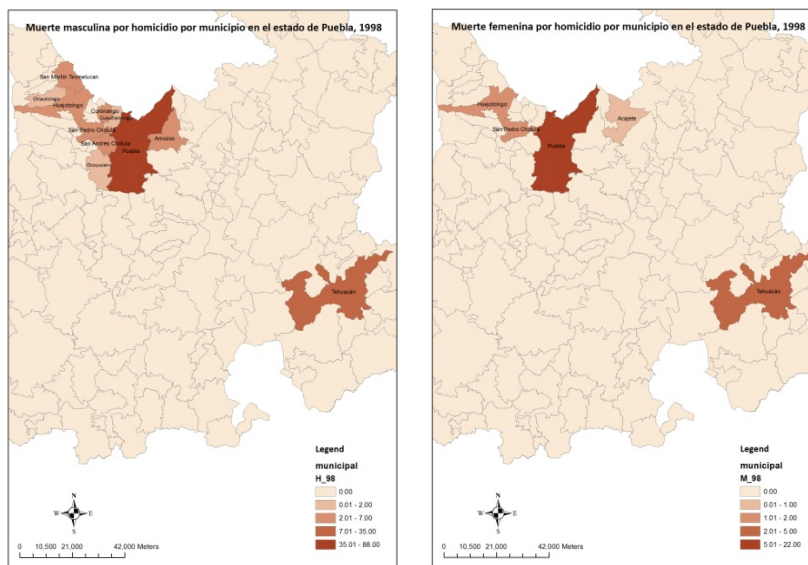 Muerte masculina por homicidio por municipio en el estado de Puebla, 1998
San Martín Texmelucan
Huejotzingo
Coronango
Cuautlancingo
San Pedro Cholula
San Andrés Cholula
Puebla
Amozoc
Ocoyucan
Tehuacán
Legend
municipal
H_98
0.00
0.01 - 2.00
2.01 - 7.00
7.01 - 35.00
35.01 - 88.00
N
W E
S
0 10,500 21,000 42,000 Meters
Muerte femenina por homicidio por municipio en el estado de Puebla, 1998
Huejotzingo
San Pedro Cholula
Puebla
Acajete
Tehuacán
Legend
municipal
M_98
0.00
0.01 - 1.00
1.01 - 2.00
2.01 - 5.00
5.01 - 22.00
N
W E
S
0 10,500 21,000 42,000 Meters